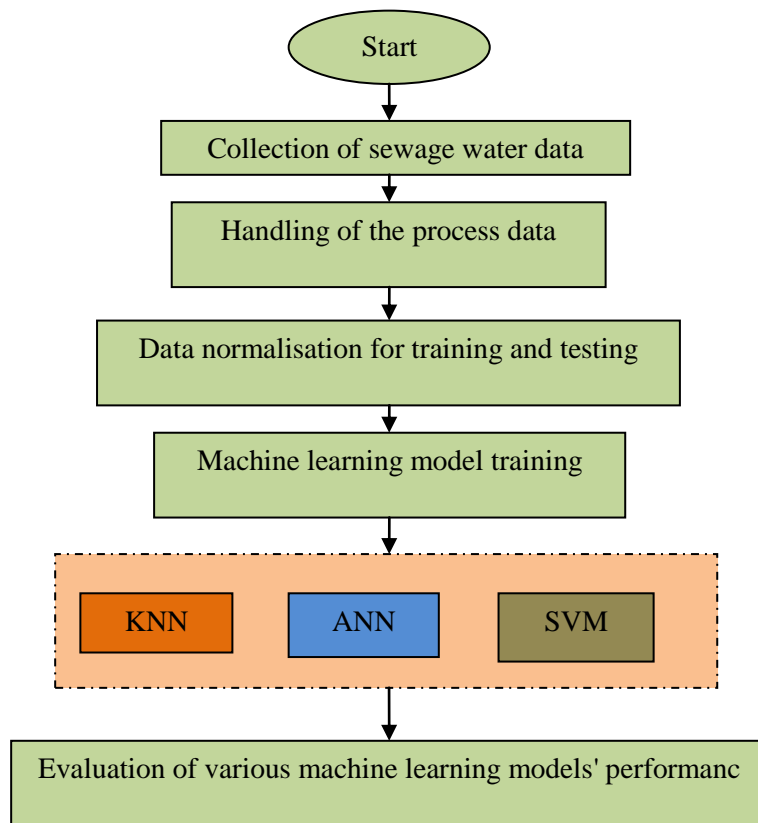 Start
Collection of sewage water data
Handling of the process data
Data normalisation for training and testing
Machine learning model training
KNN
ANN
SVM
Evaluation of various machine learning models' performanc